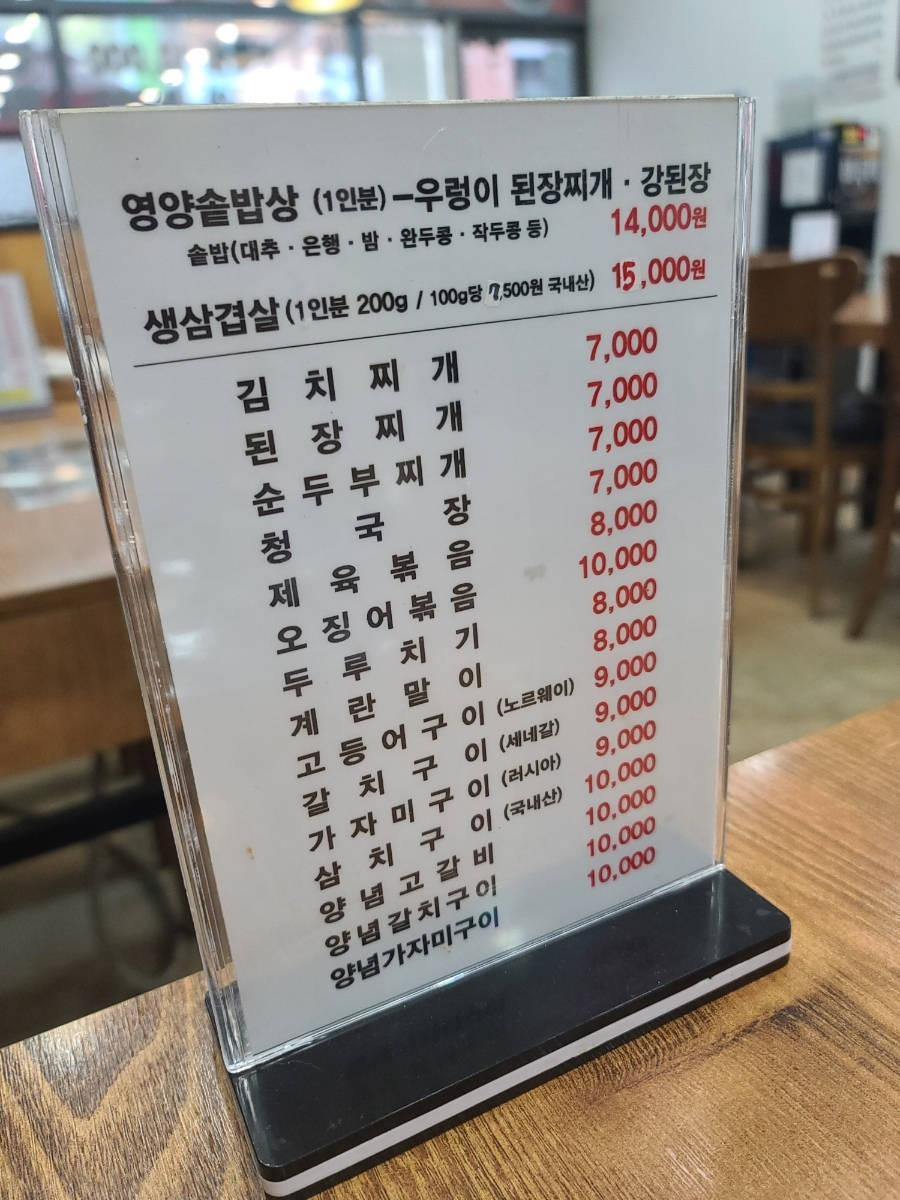 영양솥밥상 (1인분)-우렁이 된장찌개 · 강된장
솥밥(대추 · 은행 · 밤 · 완두콩 · 작두콩 등) 14,000원
생삼겹살 (1인분 200g / 100g당 7,500원 국내산) 15,000원
김치찌개 7,000
된장찌개 7,000
순두부찌개 7,000
청국장 7,000
제육볶음 8,000
오징어볶음 10,000
두루치기 8,000
계란말이 8,000
고등어구이 (노르웨이) 9,000
갈치구이 (세네갈) 9,000
가자미구이 (러시아) 9,000
삼치구이 (국내산) 10,000
양념고갈비 10,000
양념갈치구이 10,000
양념가자미구이 10,000